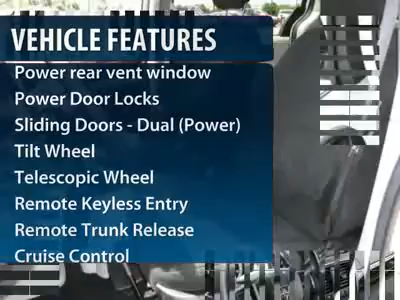 VEHICLE FEATURES
Power rear vent window
Power Door Locks
Sliding Doors - Dual (Power)
Tilt Wheel
Telescopic Wheel
Remote Keyless Entry
Remote Trunk Release
Cruise Control